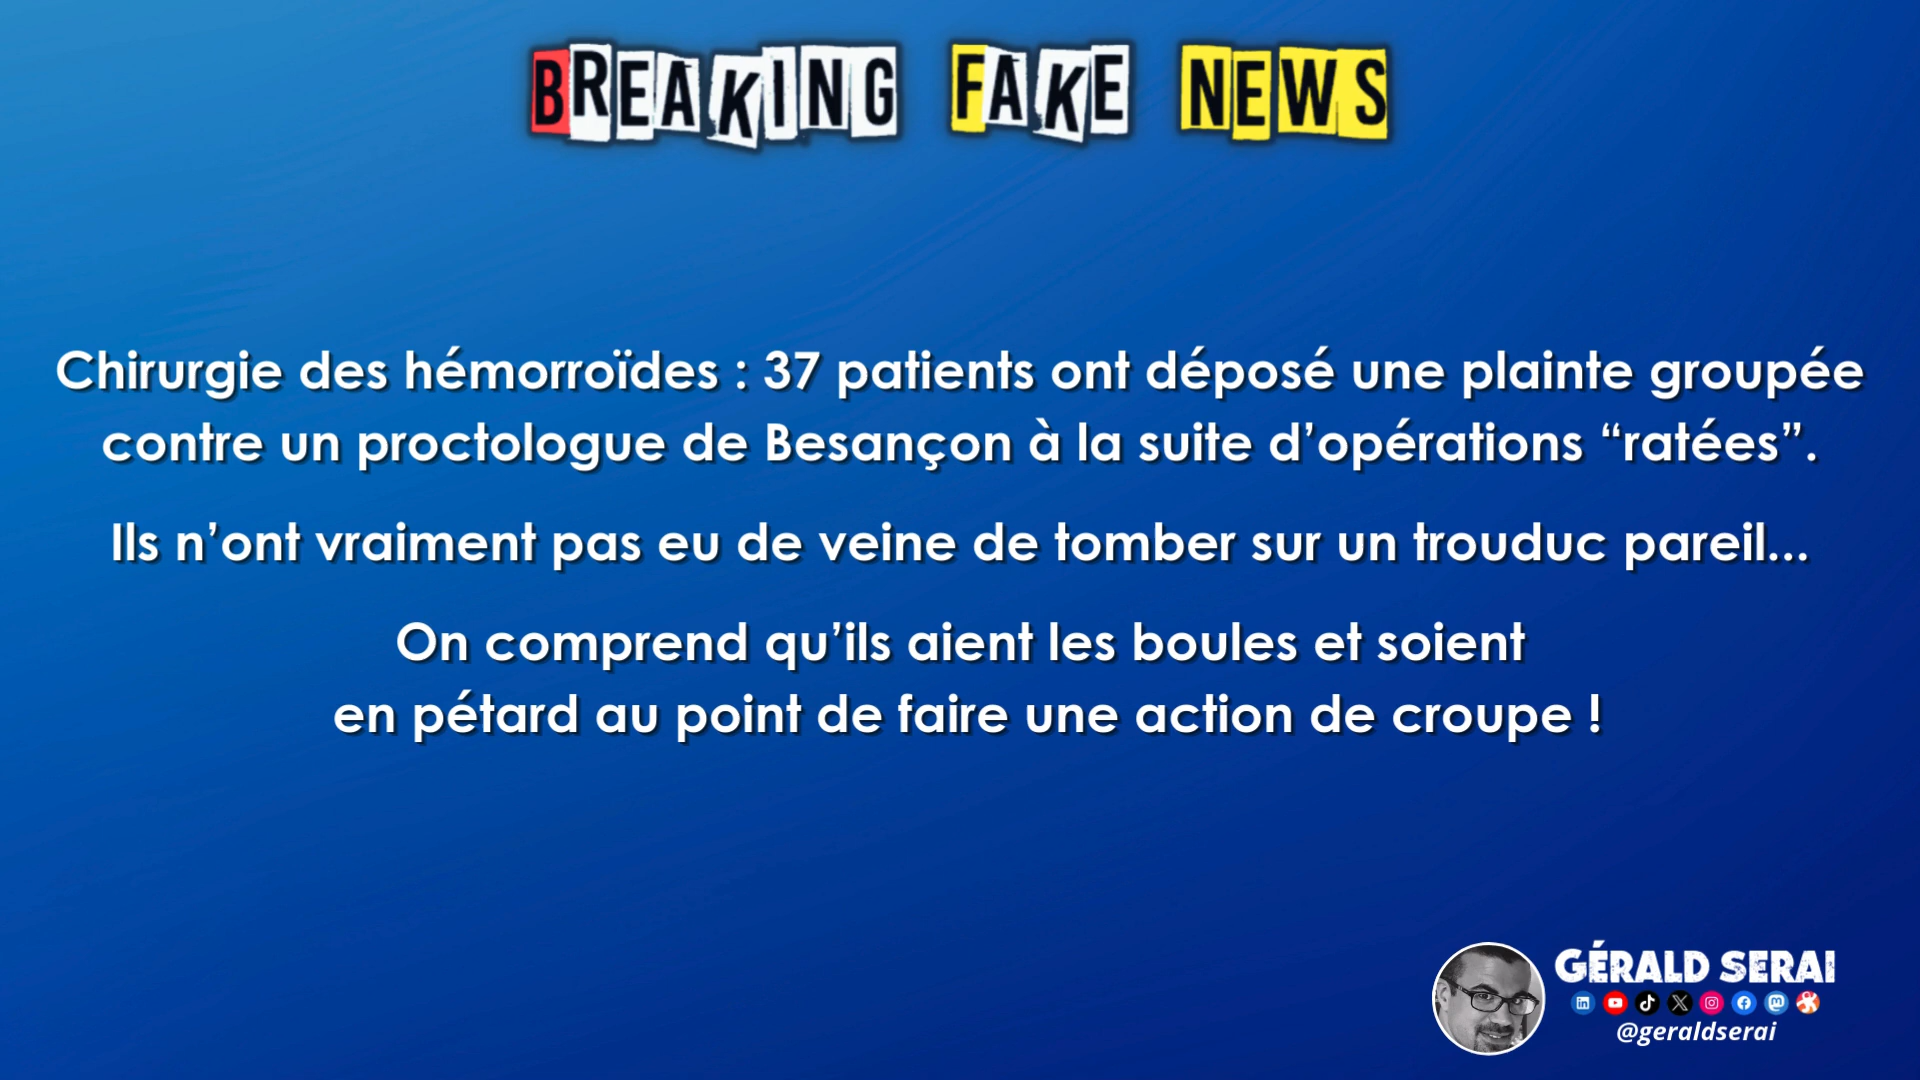 BREAKING FAKE NEWS
Chirurgie des hémorroïdes : 37 patients ont déposé une plainte groupée
contre un proctologue de Besançon à la suite d’opérations “ratées”.
Ils n’ont vraiment pas eu de veine de tomber sur un trouduc pareil...
On comprend qu’ils aient les boules et soient
en pétard au point de faire une action de croupe !
GÉRALD SERAI
@geraldserai